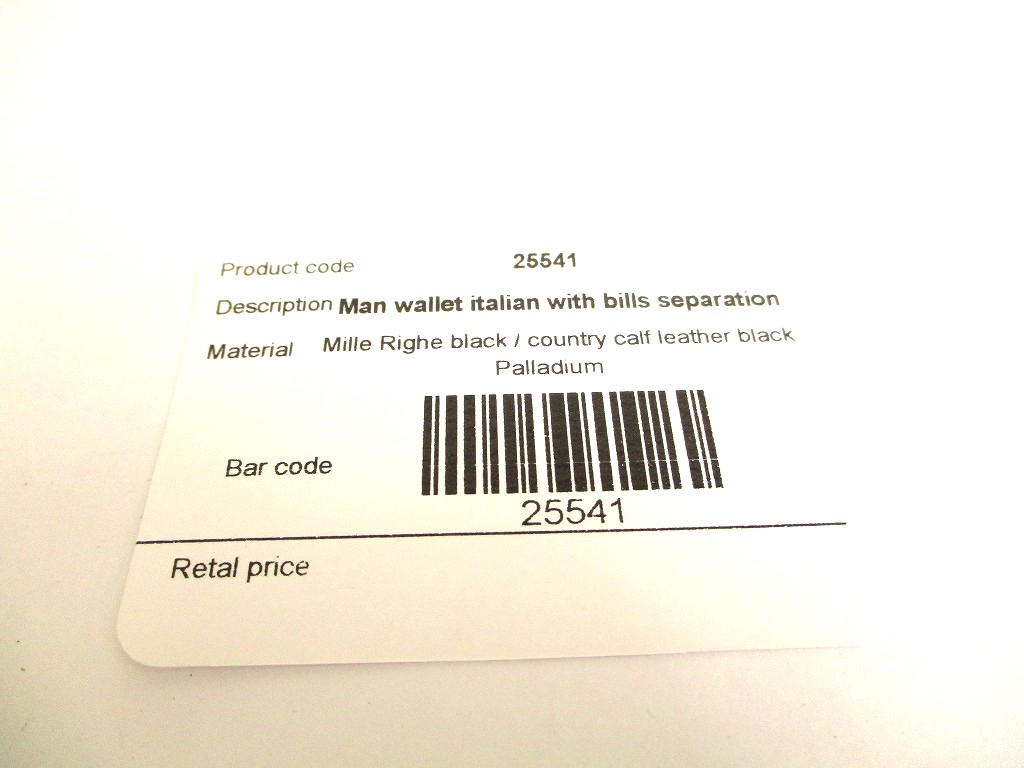 Product code 25541
Description Man wallet italian with bills separation
Material Mille Righe black / country calf leather black
Palladium
Bar code
25541
Retal price